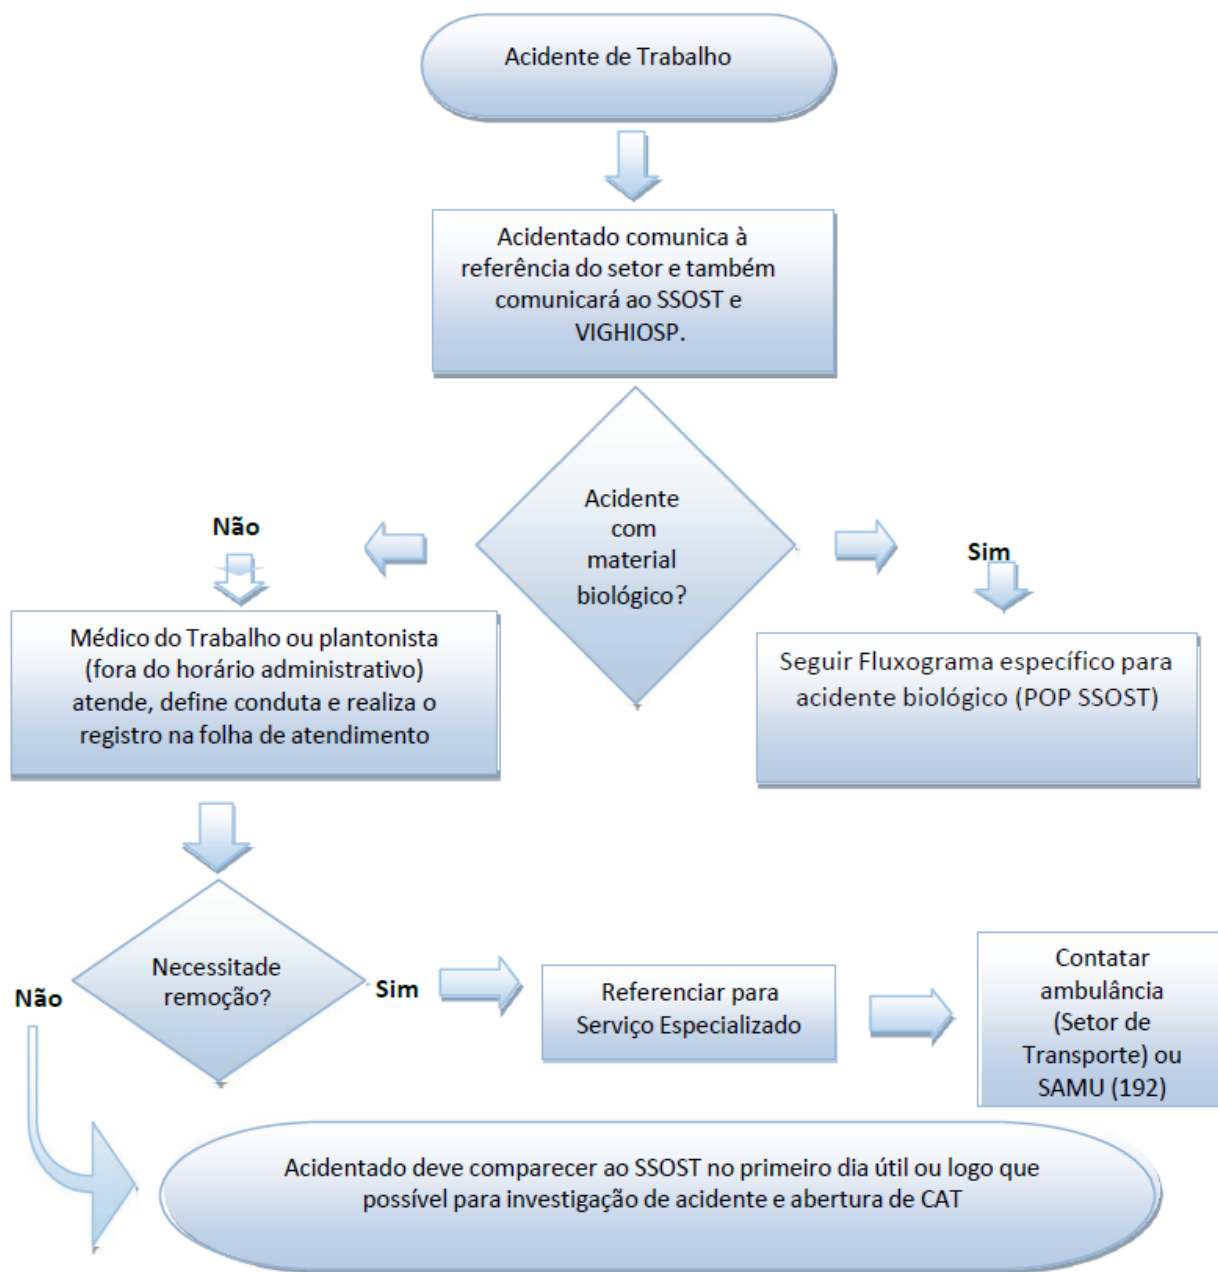 Acidente de Trabalho
Acidentado comunica à
referência do setor e também
comunicará ao SSOST e
VIGHIOSP.
Acidente
com
material
biológico?
Não
Sim
Médico do Trabalho ou plantonista
(fora do horário administrativo)
atende, define conduta e realiza o
registro na folha de atendimento
Seguir Fluxograma específico para
acidente biológico (POP SSOST)
Necessitade
remoção?
Não
Sim
Referenciar para
Serviço Especializado
Contatar
ambulância
(Setor de
Transporte) ou
SAMU (192)
Acidentado deve comparecer ao SSOST no primeiro dia útil ou logo que
possível para investigação de acidente e abertura de CAT